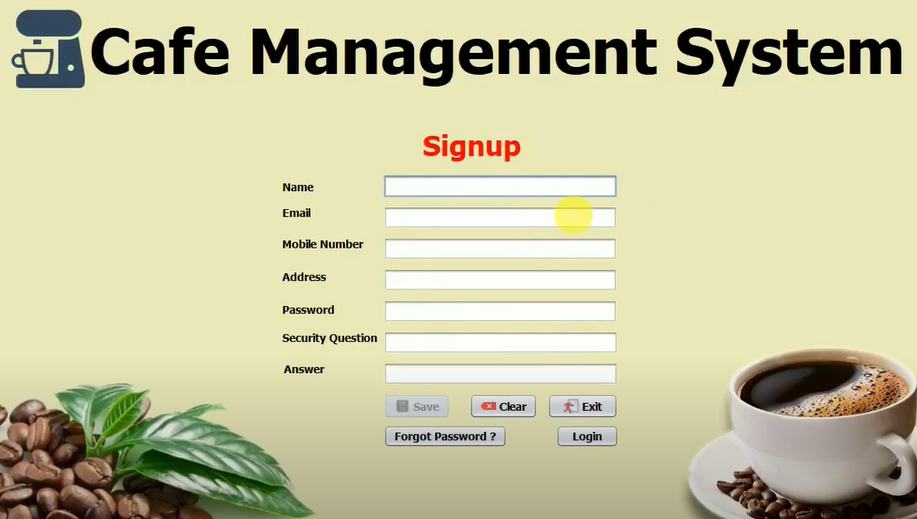 Cafe Management System
Signup
Name
Email
Mobile Number
Address
Password
Security Question
Answer
Save Clear Exit
Forgot Password ? Login